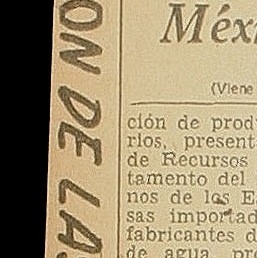 ON DE LA
Méx
(Viene
ción de prod
rios, present
de Recursos
tamento del
nos de los E
sas importad
fabricantes d
de agua, pr